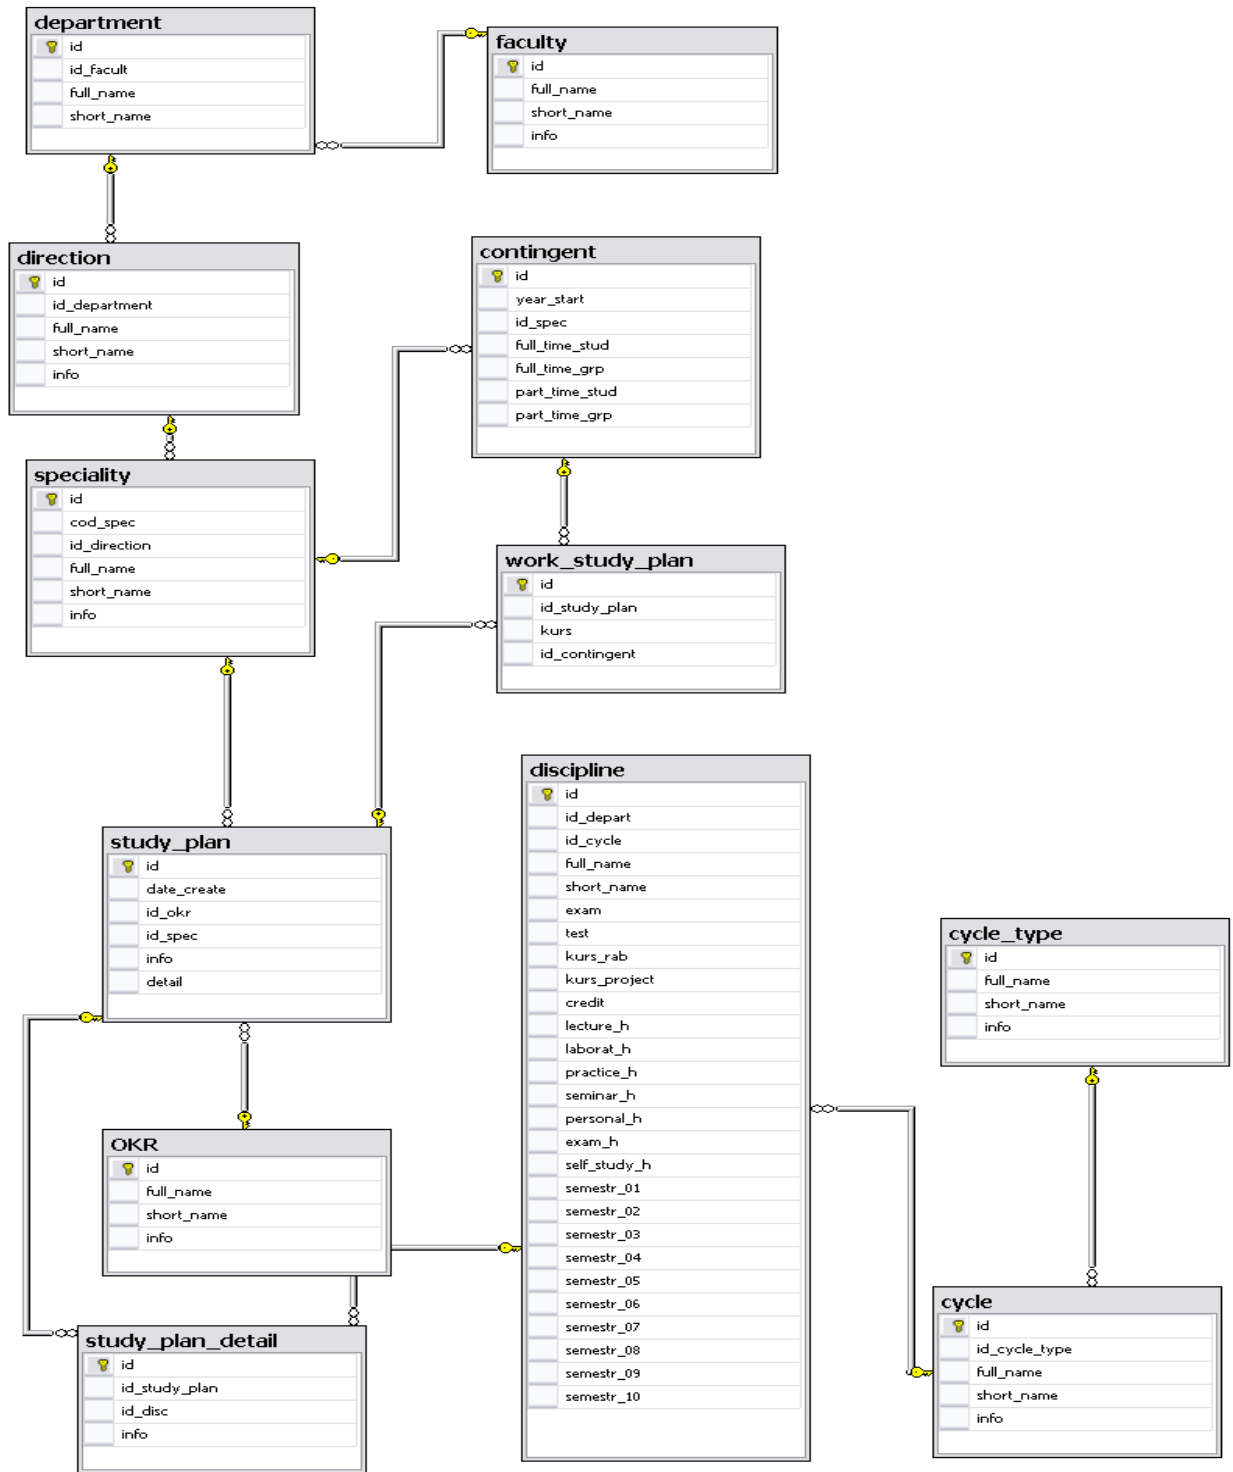 department
id
id_facult
full_name
short_name
faculty
id
full_name
short_name
info
direction
id
id_department
full_name
short_name
info
contingent
id
year_start
id_spec
full_time_stud
full_time_grp
part_time_stud
part_time_grp
speciality
id
cod_spec
id_direction
full_name
short_name
info
work_study_plan
id
id_study_plan
kurs
id_contingent
discipline
id
id_depart
id_cycle
full_name
short_name
exam
test
kurs_rab
kurs_project
credit
lecture_h
laborat_h
practice_h
seminar_h
personal_h
exam_h
self_study_h
semestr_01
semestr_02
semestr_03
semestr_04
semestr_05
semestr_06
semestr_07
semestr_08
semestr_09
semestr_10
study_plan
id
date_create
id_okr
id_spec
info
detail
cycle_type
id
full_name
short_name
info
OKR
id
full_name
short_name
info
cycle
id
id_cycle_type
full_name
short_name
info
study_plan_detail
id
id_study_plan
id_disc
info